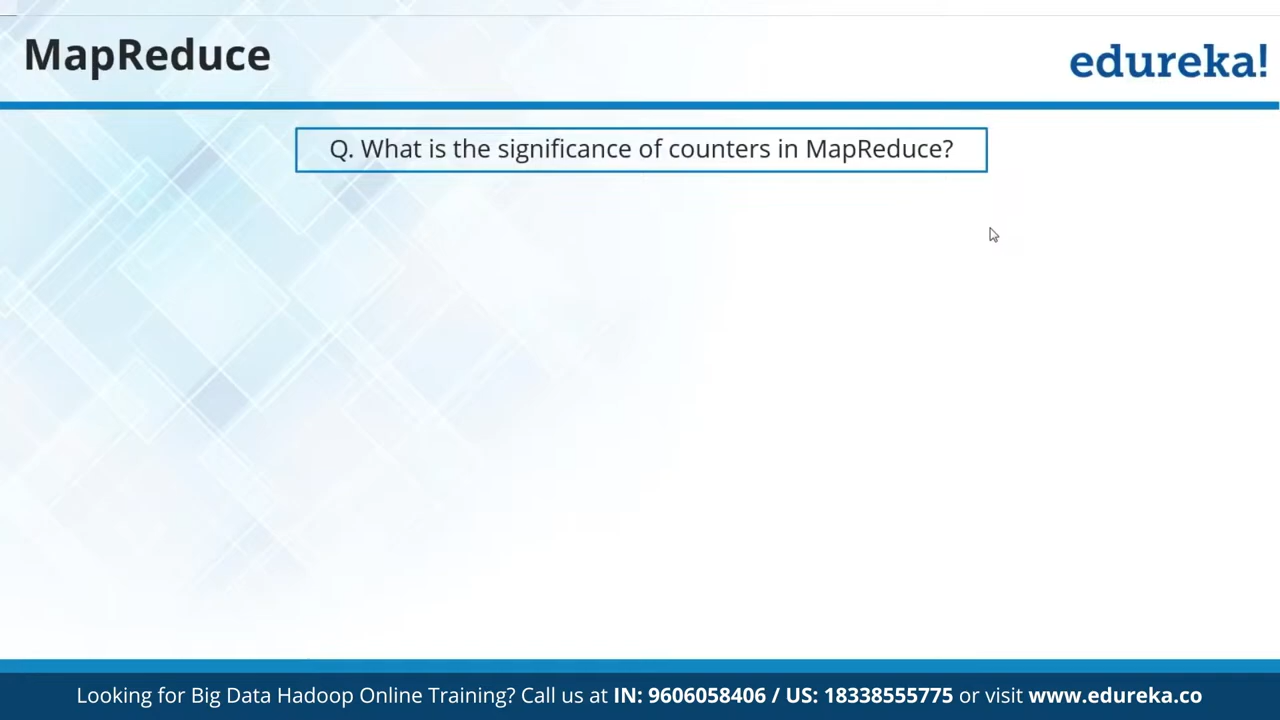 MapReduce
edureka!
Q. What is the significance of counters in MapReduce?
Looking for Big Data Hadoop Online Training? Call us at IN: 9606058406 / US: 18338555775 or visit www.edureka.co